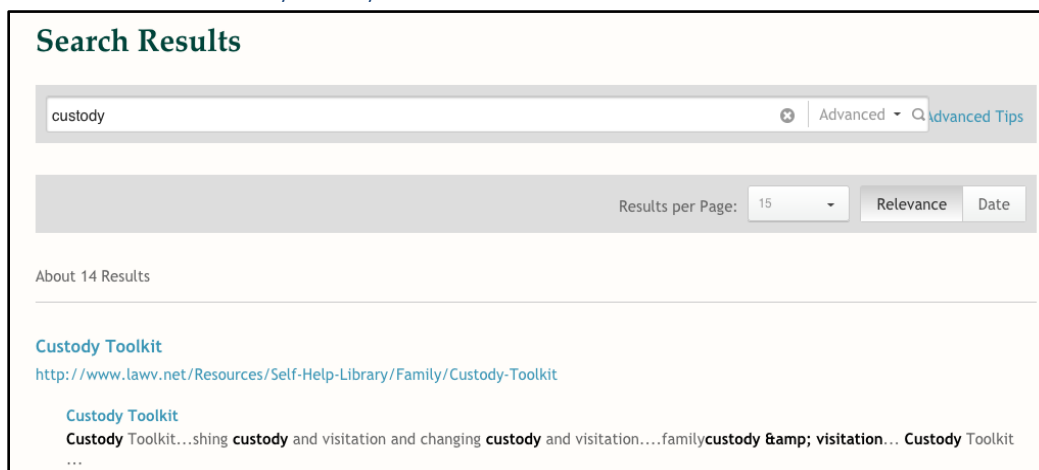 Search Results
custody Advanced Advanced Tips
Results per Page: 15 Relevance Date
About 14 Results
Custody Toolkit
http://www.lawv.net/Resources/Self-Help-Library/Family/Custody-Toolkit
Custody Toolkit
Custody Toolkit...shing custody and visitation and changing custody and visitation....familycustody &amp; visitation... Custody Toolkit
...